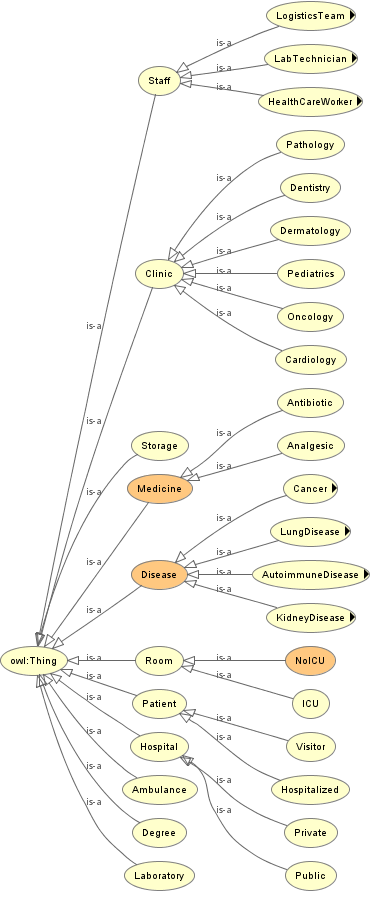 LogisticsTeam
is-a
LabTechnician
Staff
is-a
is-a
HealthCareWorker
Pathology
is-a
Dentistry
is-a
Dermatology
is-a
Clinic
is-a
Pediatrics
is-a
Oncology
is-a
is-a
Cardiology
Antibiotic
is-a
is-a
Storage
Analgesic
is-a
Medicine
Cancer
is-a
is-a
LungDisease
is-a
is-a
Disease
is-a
AutoimmuneDisease
is-a
is-a
KidneyDisease
owl:Thing
is-a
Room
is-a
NoICU
is-a
is-a
Patient
is-a
ICU
is-a
is-a
Hospital
Visitor
is-a
is-a
Ambulance
Hospitalized
is-a
is-a
Degree
Private
Laboratory
Public